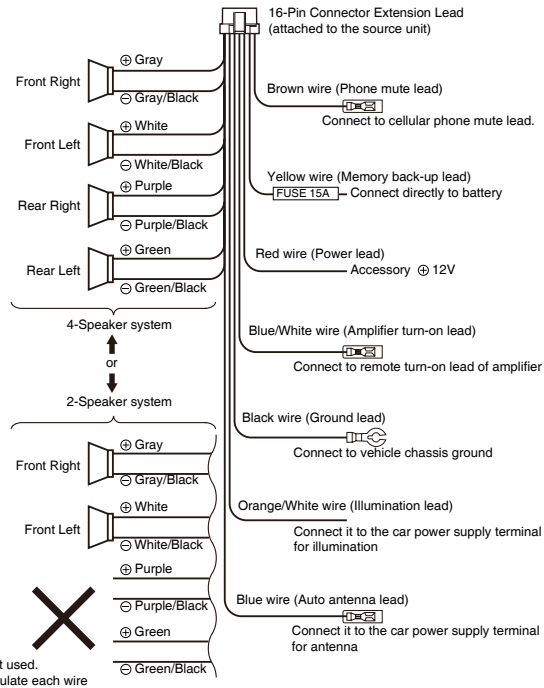 16-Pin Connector Extension Lead
(attached to the source unit)
Front Right
⊕ Gray
⊖ Gray/Black
Front Left
⊕ White
⊖ White/Black
Rear Right
⊕ Purple
⊖ Purple/Black
Rear Left
⊕ Green
⊖ Green/Black
4-Speaker system
or
2-Speaker system
Front Right
⊕ Gray
⊖ Gray/Black
Front Left
⊕ White
⊖ White/Black
⊕ Purple
⊖ Purple/Black
⊕ Green
⊖ Green/Black
used.
each wire
Brown wire (Phone mute lead)
Connect to cellular phone mute lead.
Yellow wire (Memory back-up lead)
FUSE 15A
Connect directly to battery
Red wire (Power lead)
Accessory ⊕ 12V
Blue/White wire (Amplifier turn-on lead)
Connect to remote turn-on lead of amplifier
Black wire (Ground lead)
Connect to vehicle chassis ground
Orange/White wire (Illumination lead)
Connect it to the car power supply terminal
for illumination
Blue wire (Auto antenna lead)
Connect it to the car power supply terminal
for antenna